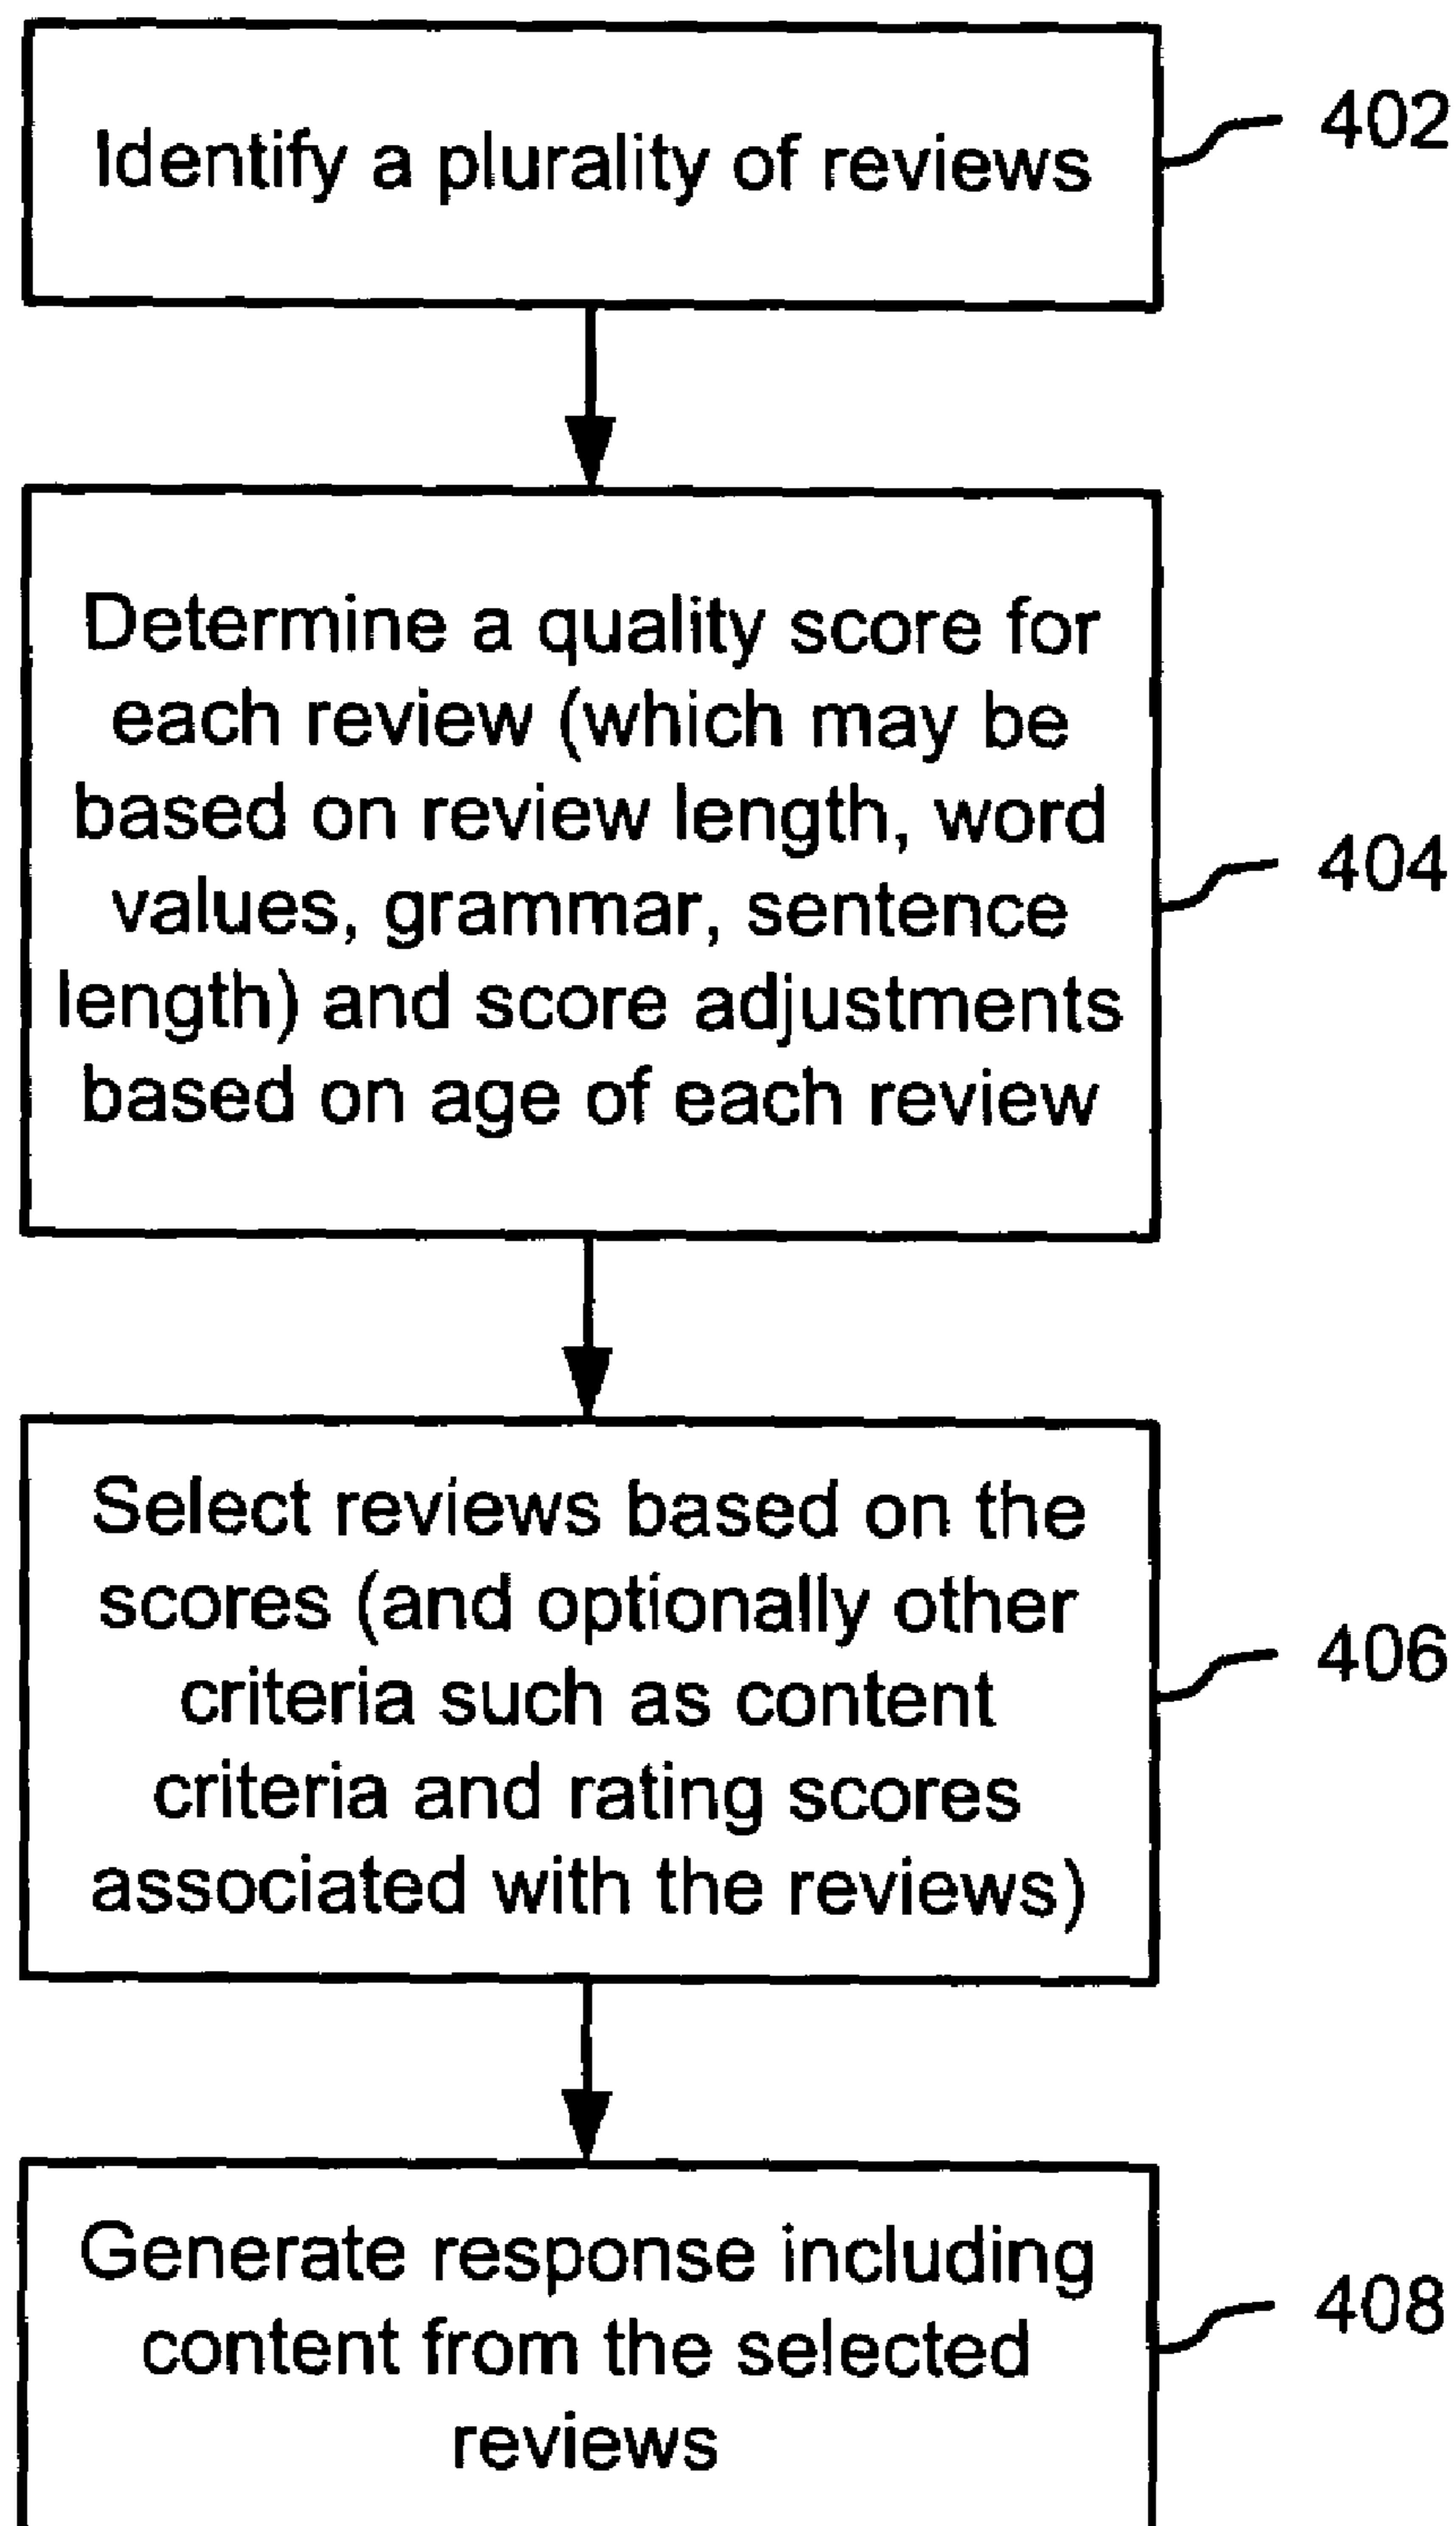 Identify a plurality of reviews
402
Determine a quality score for
each review (which may be
based on review length, word
values, grammar, sentence
length) and score adjustments
based on age of each review
404
Select reviews based on the
scores (and optionally other
criteria such as content
criteria and rating scores
associated with the reviews)
406
Generate response including
content from the selected
reviews
408